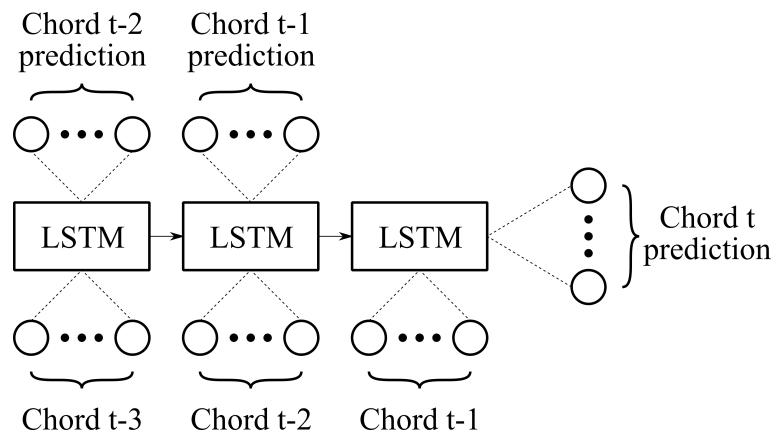 Chord t-2
prediction
Chord t-1
prediction
LSTM
LSTM
LSTM
Chord t
prediction
Chord t-3
Chord t-2
Chord t-1